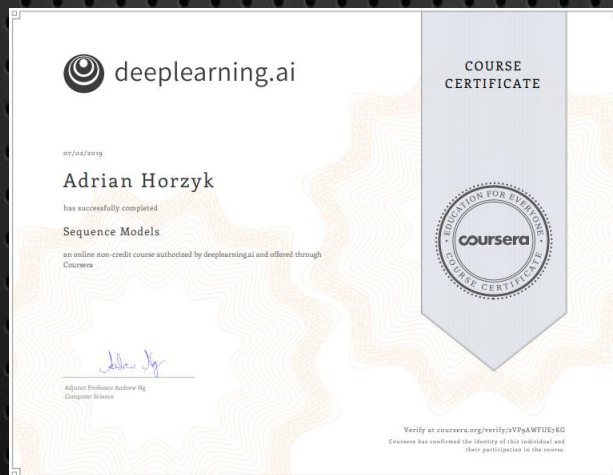 deeplearning.ai
COURSE
CERTIFICATE
07/02/2019
Adrian Horzyk
has successfully completed
Sequence Models
an online non-credit course authorized by deeplearning.ai and offered through
Coursera
EDUCATION FOR EVERYONE
coursera
COURSE CERTIFICATE
Andrew Ng
Adjunct Professor Andrew Ng
Computer Science
Verify at coursera.org/verify/2VP9AWFUE7KG
Coursera has confirmed the identity of this individual and
their participation in the course.